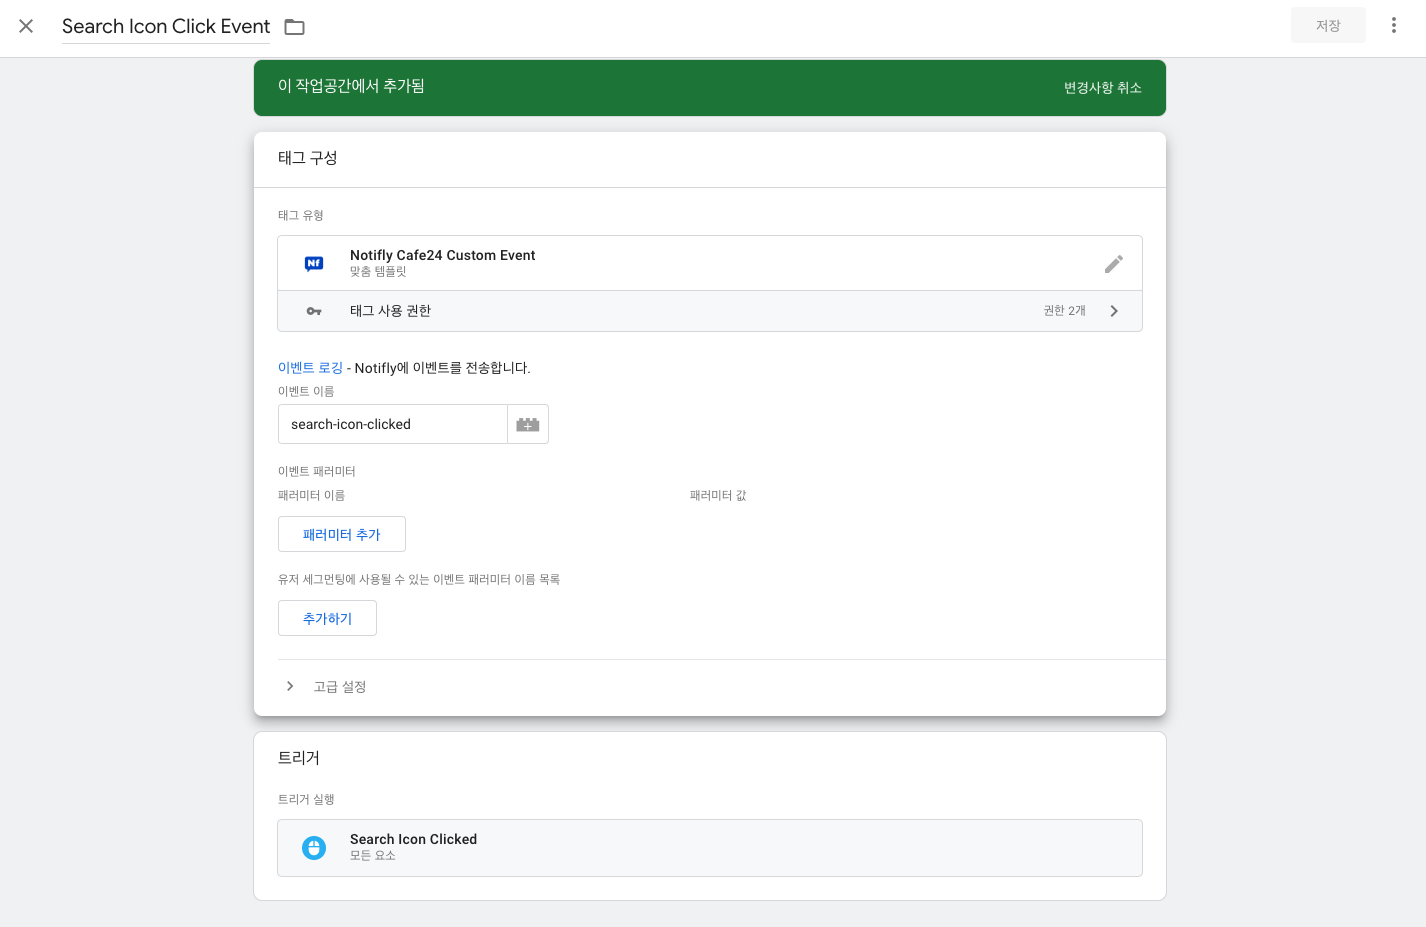 Search Icon Click Event
저장
이 작업공간에서 추가됨
변경사항 취소
태그 구성
태그 유형
Nf
Notifly Cafe24 Custom Event
맞춤 템플릿
태그 사용 권한
권한 2개
이벤트 로깅 - Notifly에 이벤트를 전송합니다.
이벤트 이름
search-icon-clicked
이벤트 패러미터
패러미터 이름
패러미터 값
패러미터 추가
유저 세그먼팅에 사용될 수 있는 이벤트 패러미터 이름 목록
추가하기
고급 설정
트리거
트리거 실행
Search Icon Clicked
모든 요소